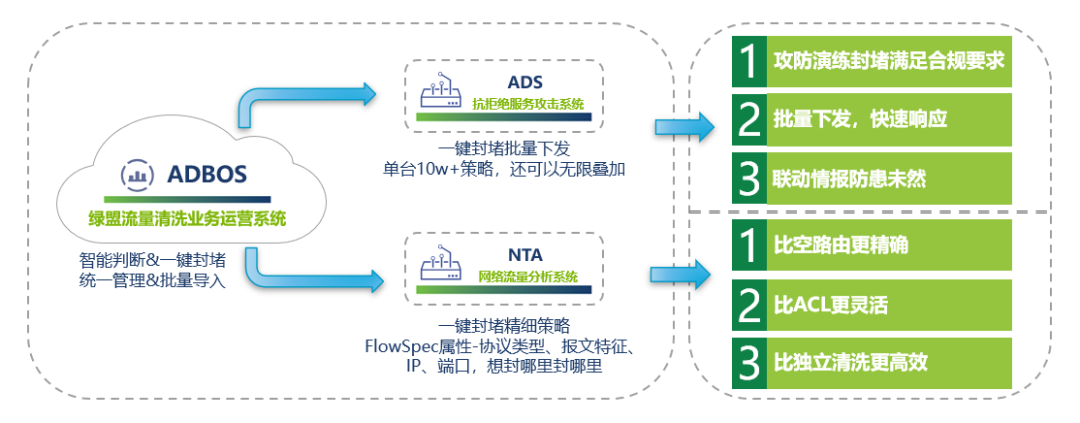 ADBOS
绿盟流量清洗业务运营系统
智能判断&一键封堵
统一管理&批量导入
ADS
抗拒绝服务攻击系统
一键封堵批量下发
单台10w+策略，还可以无限叠加
NTA
网络流量分析系统
一键封堵精细策略
FlowSpec属性-协议类型、报文特征、
IP、端口，想封哪里封哪里
1 攻防演练封堵满足合规要求
2 批量下发，快速响应
3 联动情报防患未然
1 比空路由更精确
2 比ACL更灵活
3 比独立清洗更高效